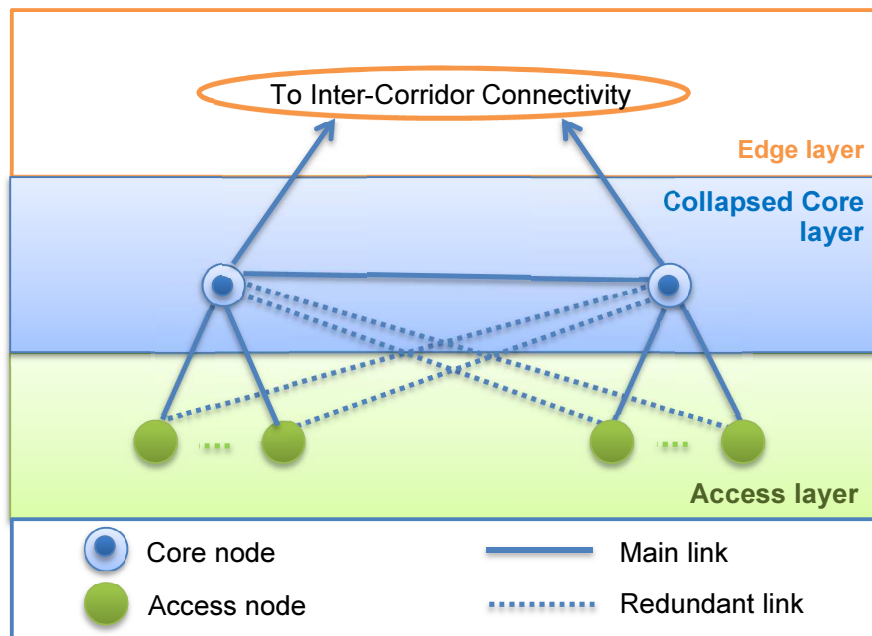 To Inter-Corridor Connectivity
Edge layer
Collapsed Core
layer
Access layer
Core node
Main link
Access node
Redundant link